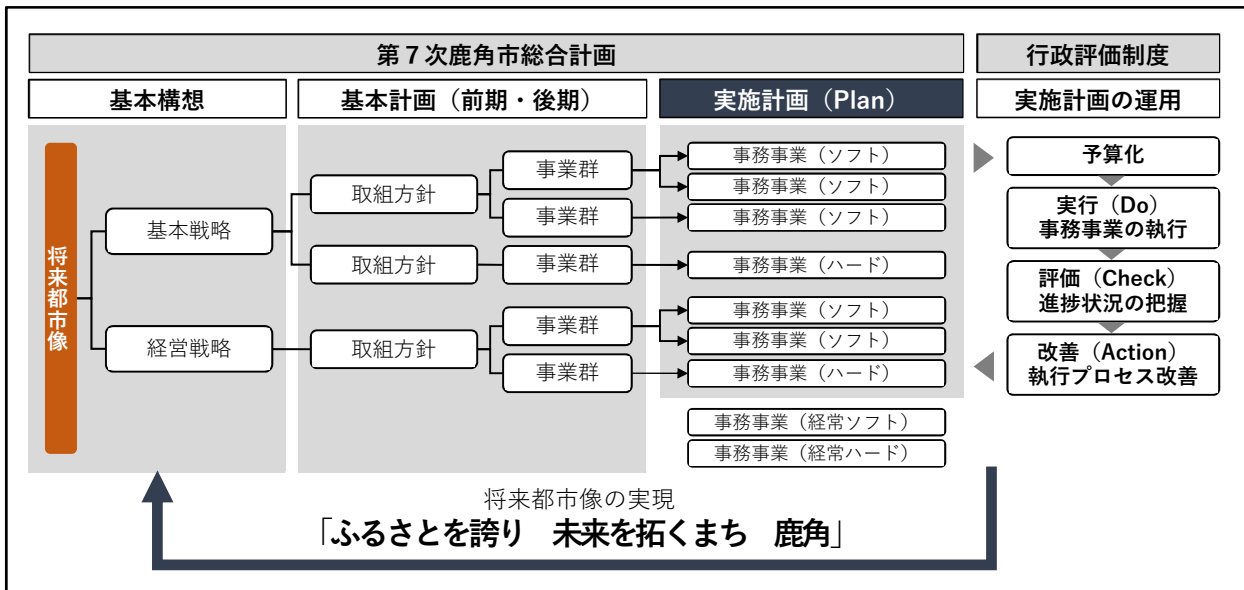 第７次鹿角市総合計画
行政評価制度
基本構想
基本計画（前期・後期）
実施計画（Plan）
実施計画の運用
将来都市像
基本戦略
経営戦略
取組方針
取組方針
取組方針
事業群
事業群
事業群
事業群
事業群
事務事業（ソフト）
事務事業（ソフト）
事務事業（ソフト）
事務事業（ハード）
事務事業（ソフト）
事務事業（ソフト）
事務事業（ハード）
事務事業（経常ソフト）
事務事業（経常ハード）
予算化
実行（Do）
事務事業の執行
評価（Check）
進捗状況の把握
改善（Action）
執行プロセス改善
将来都市像の実現
「ふるさとを誇り　未来を拓くまち　鹿角」